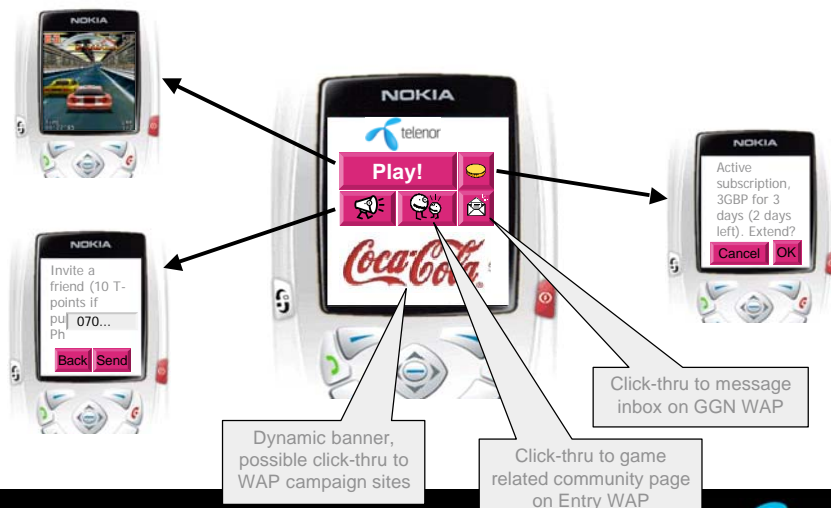 NOKIA
NOKIA
telenor
Play!
Coca-Cola
NOKIA
Active
subscription,
3GBP for 3
days (2 days
left). Extend?
Cancel OK
NOKIA
Invite a
friend (10 T-
points if
070...
Ph
Back Send
Click-thru to message
inbox on GGN WAP
Dynamic banner,
possible click-thru to
WAP campaign sites
Click-thru to game
related community page
on Entry WAP